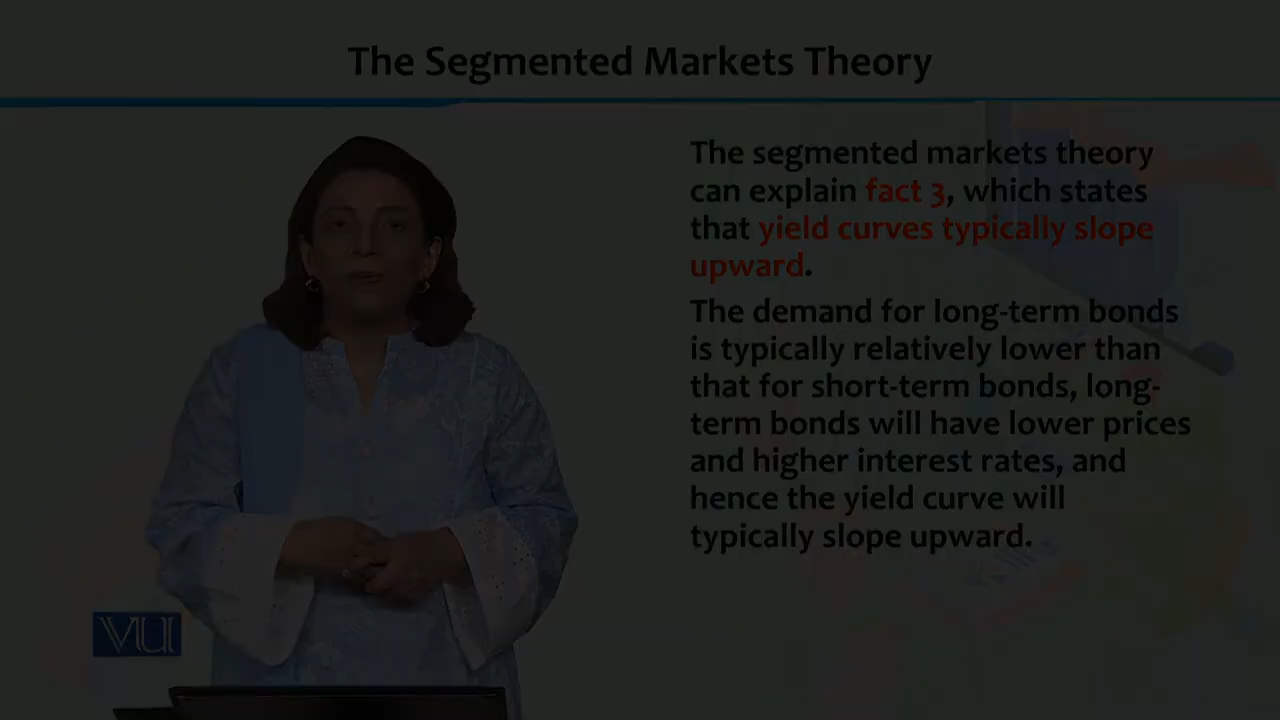 The Segmented Markets Theory
The segmented markets theory
can explain fact 3, which states
that yield curves typically slope
upward.
The demand for long-term bonds
is typically relatively lower than
that for short-term bonds, long-
term bonds will have lower prices
and higher interest rates, and
hence the yield curve will
typically slope upward.
VU